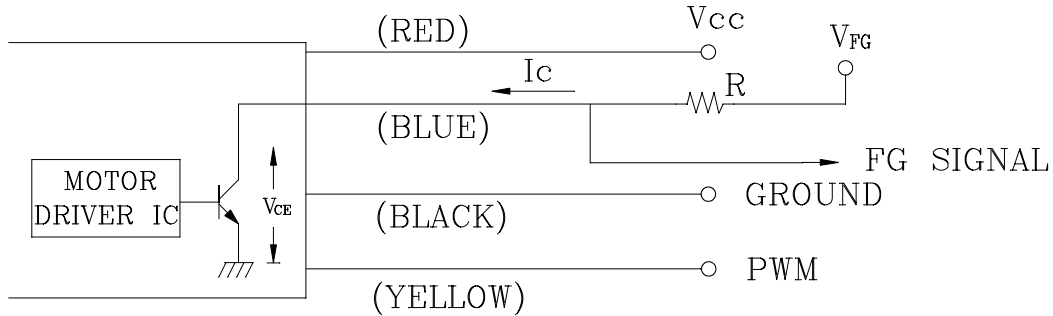 (RED)
Vcc
VFG
Ic
R
(BLUE)
FG SIGNAL
MOTOR
DRIVER IC
VCE
GROUND
(BLACK)
PWM
(YELLOW)